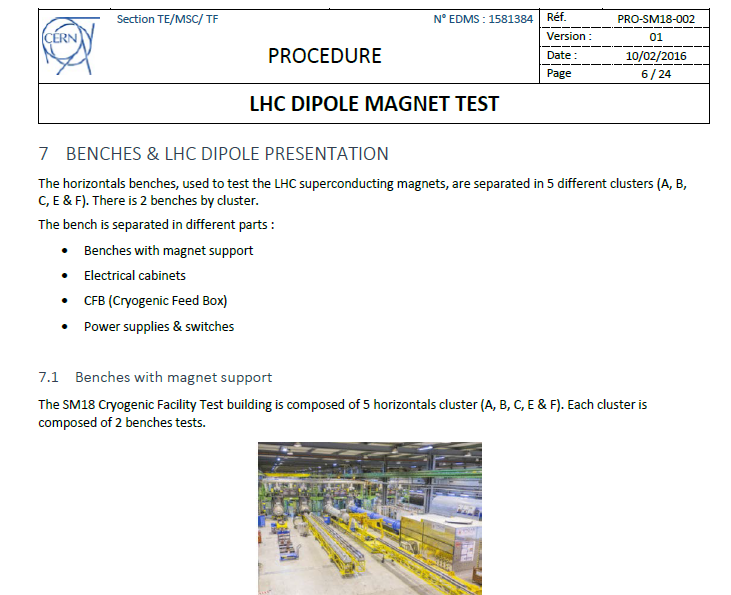 Section TE/MSC/ TF
N° EDMS : 1581384
Réf.
PRO-SM18-002
CERN
Version :
01
PROCEDURE
Date :
10/02/2016
Page
6 / 24
LHC DIPOLE MAGNET TEST
7 BENCHES & LHC DIPOLE PRESENTATION
The horizontals benches, used to test the LHC superconducting magnets, are separated in 5 different clusters (A, B,
C, E & F). There is 2 benches by cluster.
The bench is separated in different parts :
• Benches with magnet support
• Electrical cabinets
• CFB (Cryogenic Feed Box)
• Power supplies & switches
7.1 Benches with magnet support
The SM18 Cryogenic Facility Test building is composed of 5 horizontals cluster (A, B, C, E & F). Each cluster is
composed of 2 benches tests.